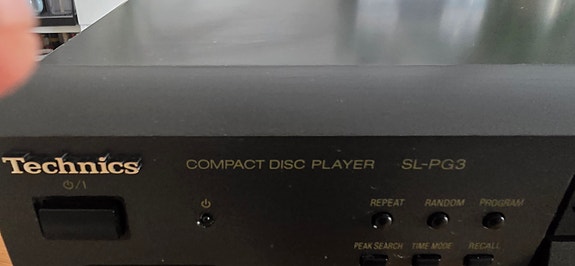 Technics COMPACT DISC PLAYER SL-PG3
⏻/I ⏻
REPEAT RANDOM PROGRAM
PEAK SEARCH TIME MODE RECALL